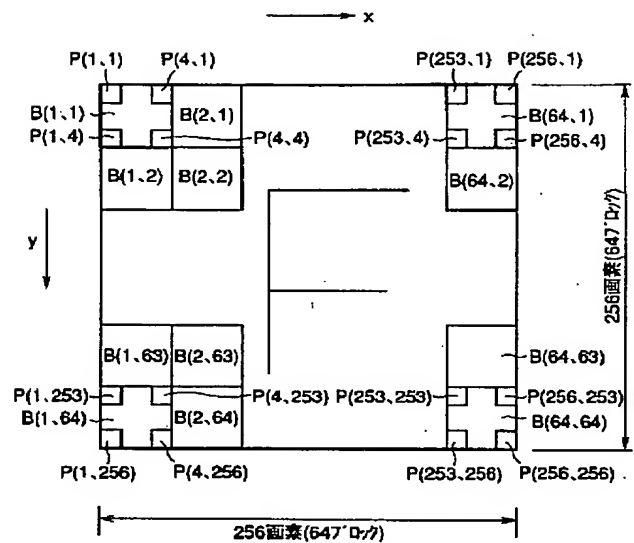 x
P(1、1) P(4、1) P(253、1) P(256、1)
B(1、1) B(2、1) B(64、1)
P(1、4) P(4、4) P(253、4) P(256、4)
B(1、2) B(2、2) B(64、2)
y
256画素(64ﾌﾞﾛｯｸ)
B(1、63) B(2、63) B(64、63)
P(1、253) P(4、253) P(253、253) P(256、253)
B(1、64) B(2、64) B(64、64)
P(1、256) P(4、256) P(253、256) P(256、256)
256画素(64ﾌﾞﾛｯｸ)